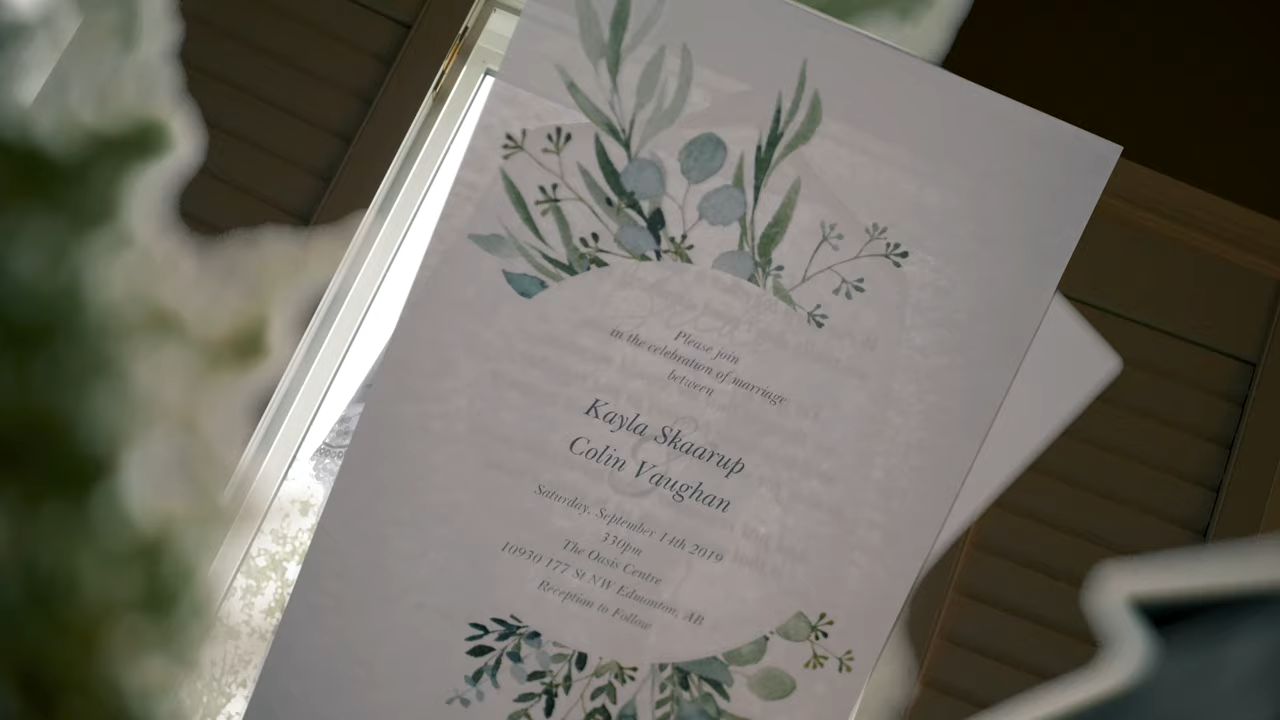 Please join
in the celebration of marriage
between
Kayla Skaarup
&
Colin Vaughan
Saturday, September 14th 2019
330pm
The Oasis Centre
10930 177 St NW Edmonton, AB
Reception to Follow